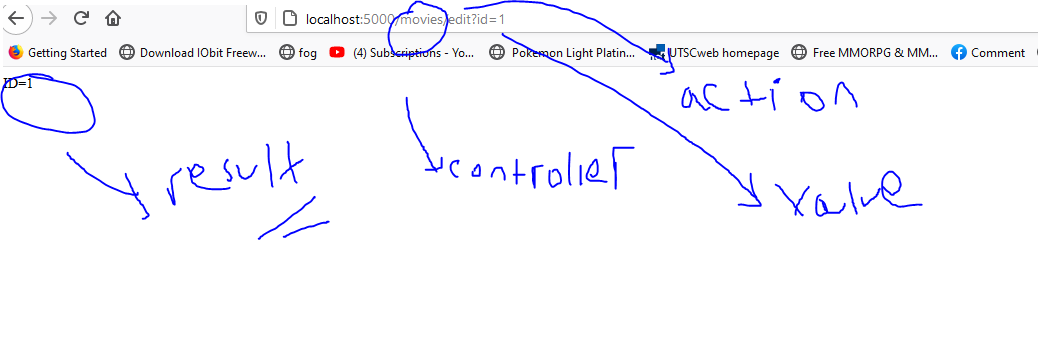 localhost:5000/movies/edit?id=1
Getting Started Download IObit Freew... fog (4) Subscriptions - Yo... Pokemon Light Platin... UTSCweb homepage Free MMORPG & MM... Comment
ID=1
action
result
controller
value